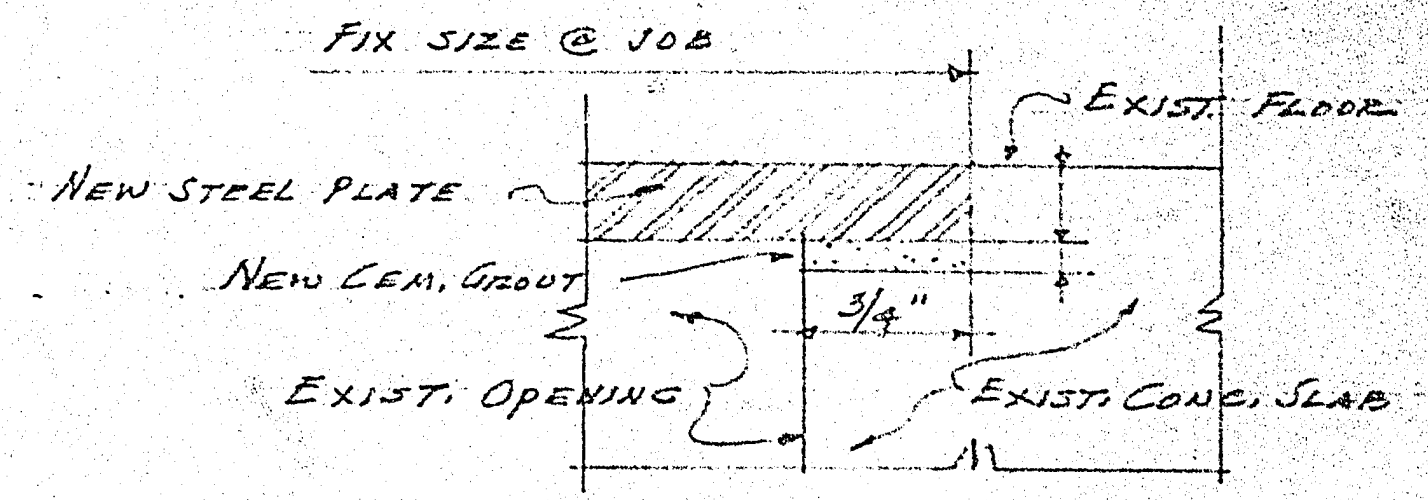 FIX SIZE @ JOB
EXIST. FLOOR
NEW STEEL PLATE
NEW CEM. GROUT
3/4"
EXIST. OPENING
EXIST. CONC. SLAB